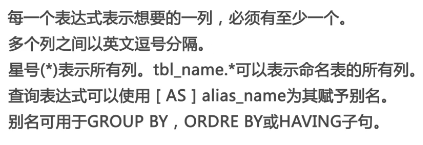 每一个表达式表示想要的一列，必须有至少一个。
多个列之间以英文逗号分隔。
星号(*)表示所有列。tbl_name.*可以表示命名表的所有列。
查询表达式可以使用 [ AS ] alias_name为其赋予别名。
别名可用于GROUP BY，ORDRE BY或HAVING子句。